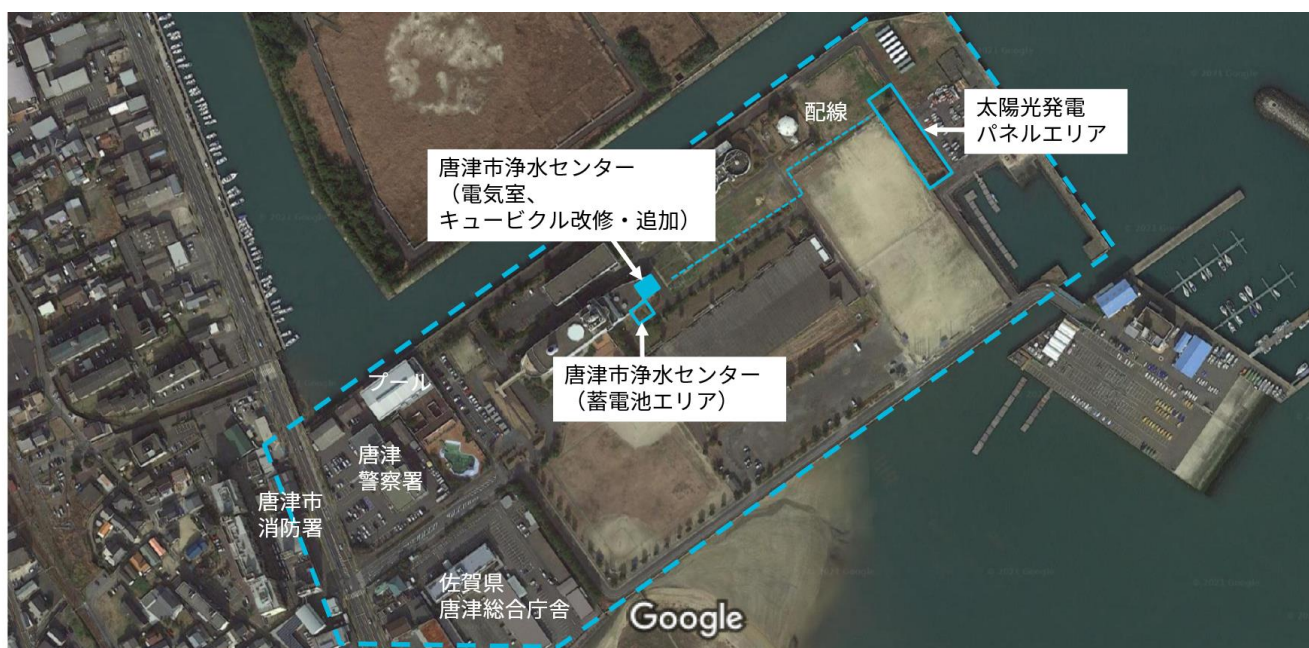 配線
太陽光発電
パネルエリア
唐津市浄水センター
（電気室、
キュービクル改修・追加）
唐津市浄水センター
（蓄電池エリア）
プール
唐津
警察署
唐津市
消防署
佐賀県
唐津総合庁舎
Google